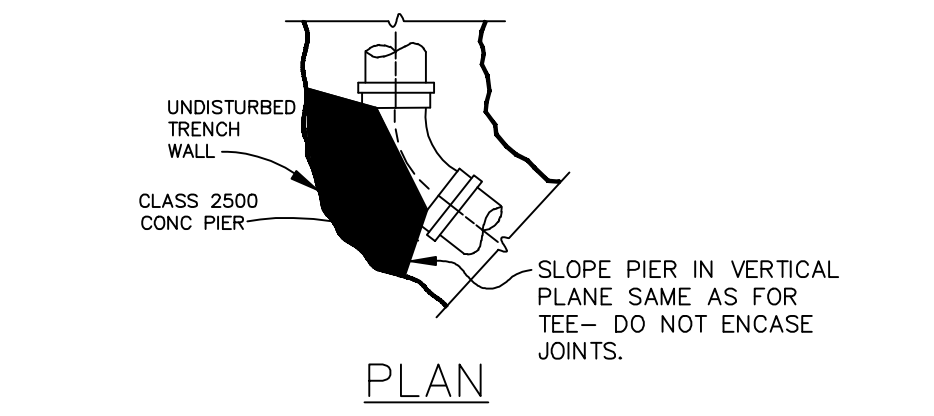 UNDISTURBED
TRENCH
WALL
CLASS 2500
CONC PIER
SLOPE PIER IN VERTICAL
PLANE SAME AS FOR
TEE– DO NOT ENCASE
JOINTS.
PLAN